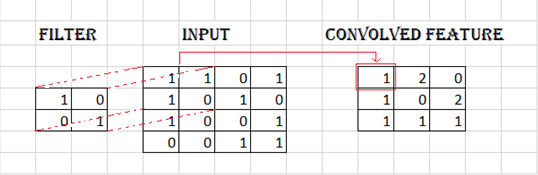 FILTER INPUT CONVOLVED FEATURE
1 1 0 1 1 2 0
1 0 1 0 1 0 1 0 2
0 1 1 0 0 1 1 1 1
0 0 1 1